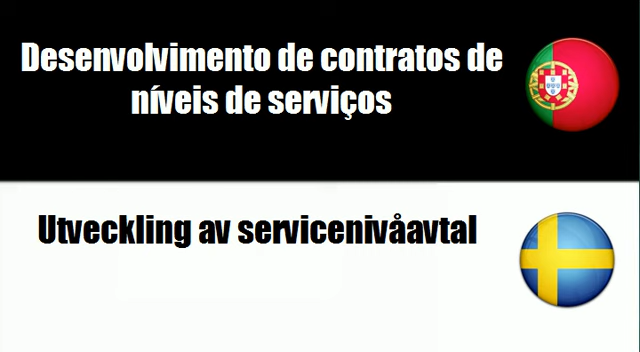 Desenvolvimento de contratos de
níveis de serviços
Utveckling av servicenivåavtal